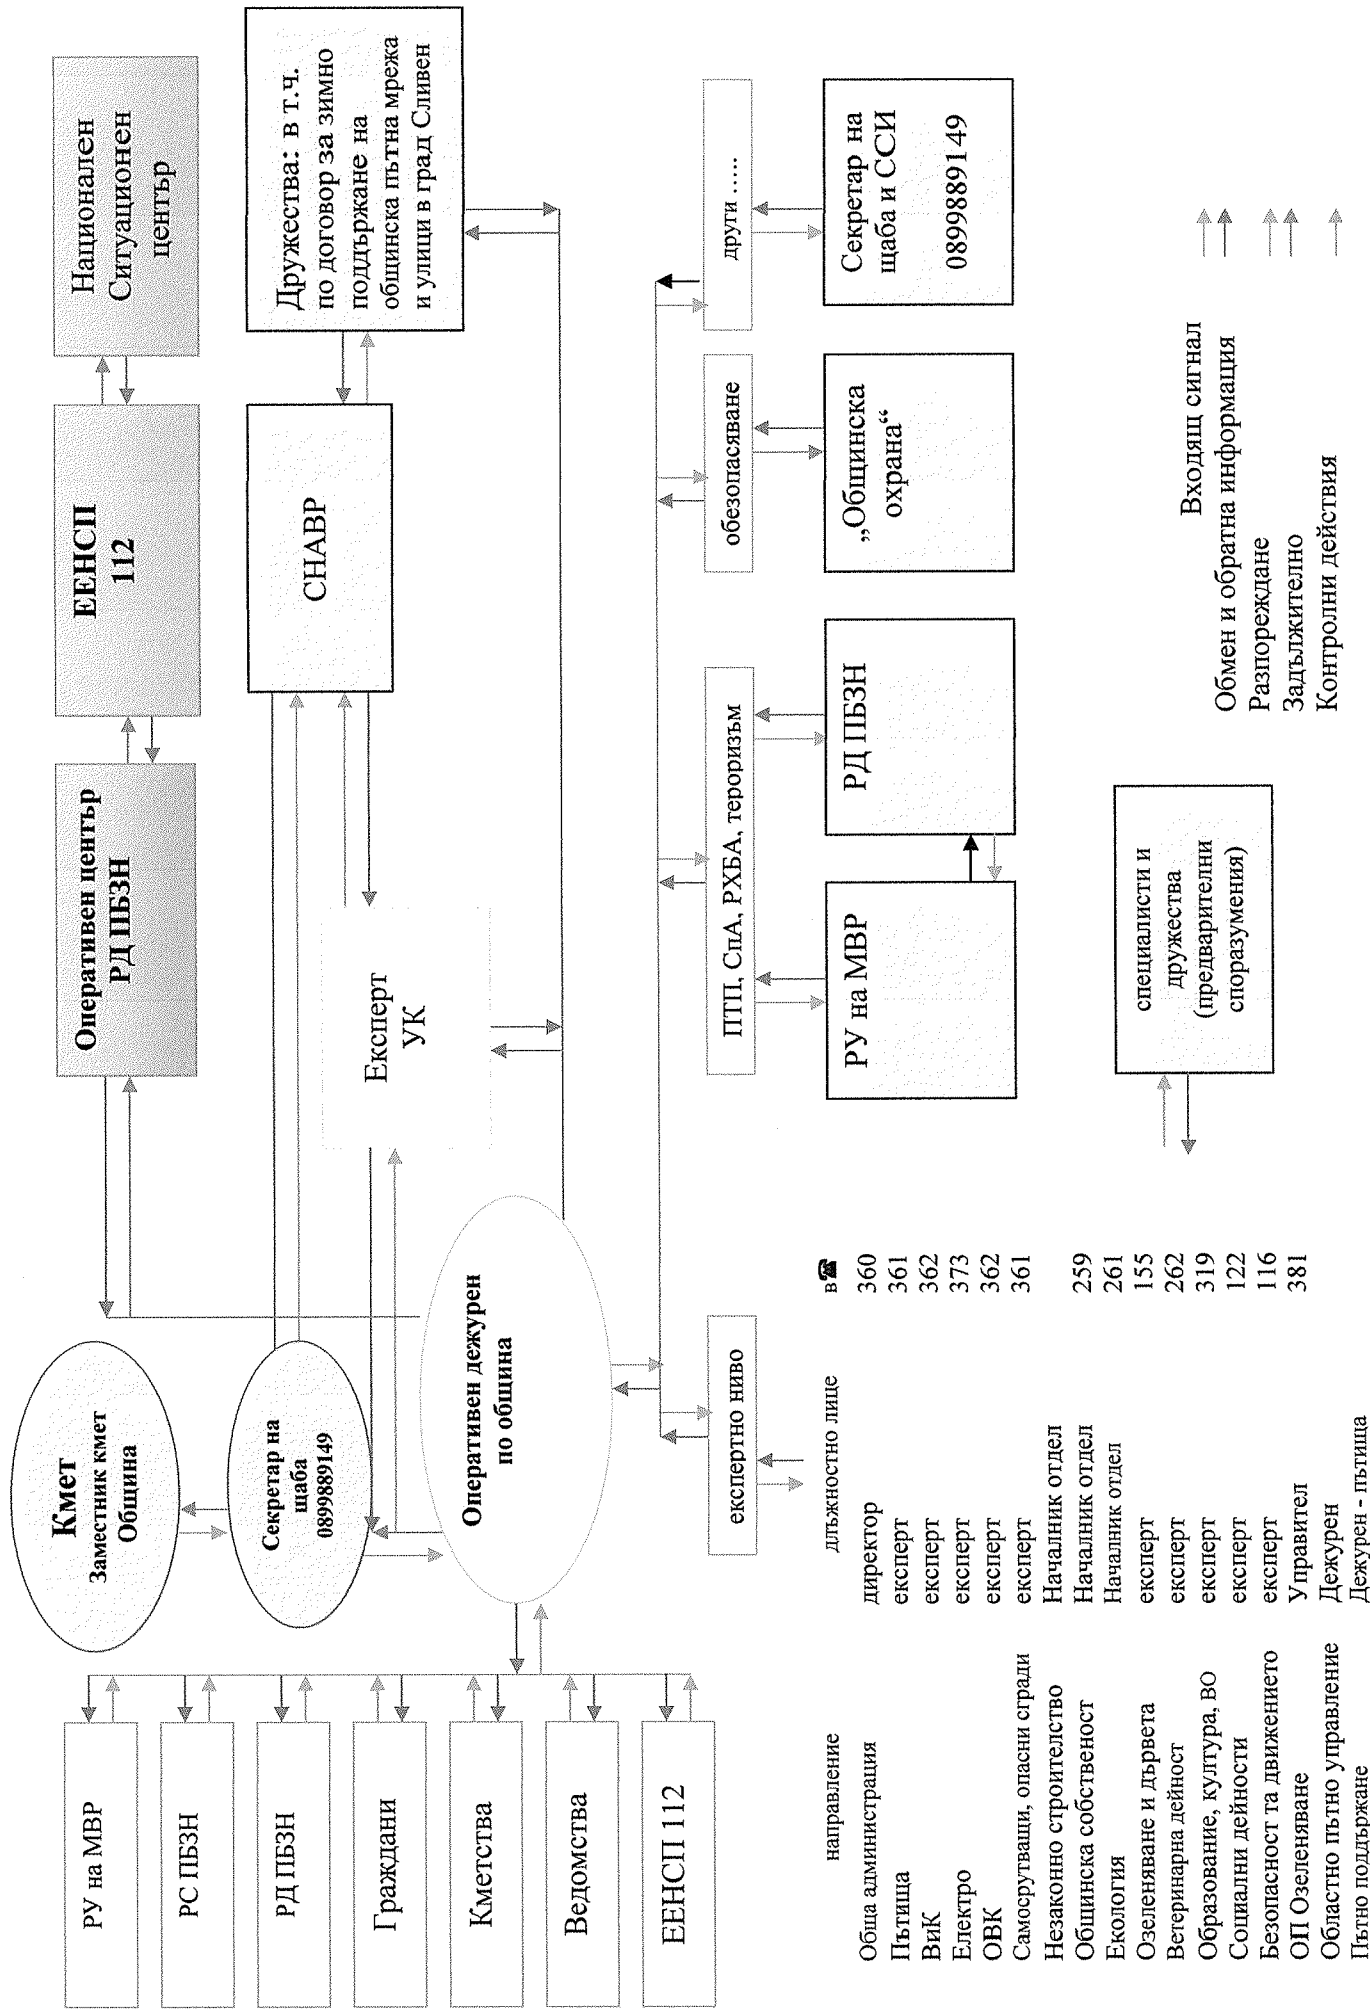 Кмет
Заместник кмет
Община
Оперативен център
РД ПБЗН
ЕЕНСП
112
Национален
Ситуационен
център
Секретар на
щаба
0899889149
СНАВР
Дружества: в т.ч.
по договор за зимно
поддържане на
общинска пътна мрежа
и улици в град Сливен
Експерт
УК
Оперативен дежурен
по община
РУ на МВР
РС ПБЗН
РД ПБЗН
Граждани
Кметства
Ведомства
ЕЕНСП 112
експертно ниво
ПТП, СпА, РХБА, тероризъм
обезопасяване
други .....
РУ на МВР
РД ПБЗН
„Общинска
охрана“
Секретар на
щаба и ССИ
0899889149
направление длъжностно лице в☎
Обща администрация директор 360
Пътища експерт 361
ВиК експерт 362
Електро експерт 373
ОВК експерт 362
Самосрутващи, опасни сгради експерт 361
Незаконно строителство Началник отдел
Общинска собственост Началник отдел 259
Екология Началник отдел 261
Озеленяване и дървета експерт 155
Ветеринарна дейност експерт 262
Образование, култура, ВО експерт 319
Социални дейности експерт 122
Безопасност та движението експерт 116
ОП Озеленяване Управител 381
Областно пътно управление Дежурен
Пътно поддържане Дежурен - пътища
специалисти и
дружества
(предварителни
споразумения)
Входящ сигнал
Обмен и обратна информация
Разпореждане
Задължително
Контролни действия